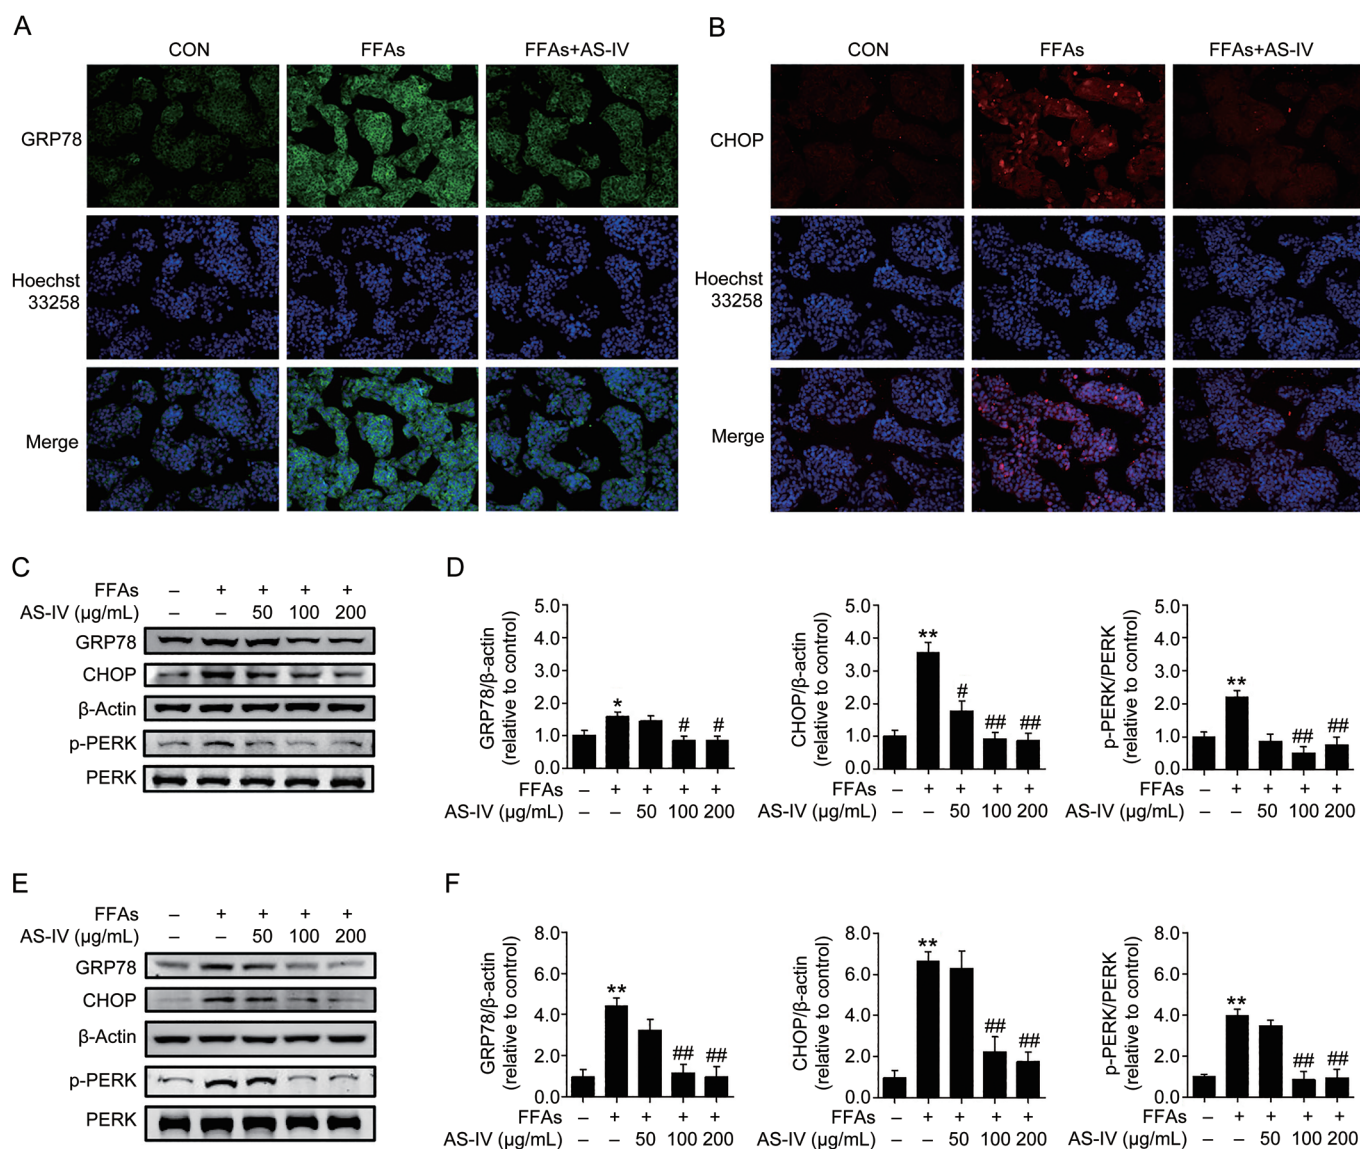 A
CON FFAs FFAs+AS-IV
GRP78
Hoechst
33258
Merge
B
CON FFAs FFAs+AS-IV
CHOP
Hoechst
33258
Merge
C
FFAs – + + + +
AS-IV (μg/mL) – – 50 100 200
GRP78
CHOP
β-Actin
p-PERK
PERK
D
GRP78/β-actin
(relative to control)
5.0
4.0
3.0
2.0
1.0
0.0
* # #
FFAs – + + + +
AS-IV (μg/mL) – – 50 100 200
CHOP/β-actin
(relative to control)
5.0
4.0
3.0
2.0
1.0
0.0
** # ## ##
FFAs – + + + +
AS-IV (μg/mL) – – 50 100 200
p-PERK/PERK
(relative to control)
5.0
4.0
3.0
2.0
1.0
0.0
** ## ##
FFAs – + + + +
AS-IV (μg/mL) – – 50 100 200
E
FFAs – + + + +
AS-IV (μg/mL) – – 50 100 200
GRP78
CHOP
β-Actin
p-PERK
PERK
F
GRP78/β-actin
(relative to control)
8.0
6.0
4.0
2.0
0.0
** ## ##
FFAs – + + + +
AS-IV (μg/mL) – – 50 100 200
CHOP/β-actin
(relative to control)
8.0
6.0
4.0
2.0
0.0
** ## ##
FFAs – + + + +
AS-IV (μg/mL) – – 50 100 200
p-PERK/PERK
(relative to control)
8.0
6.0
4.0
2.0
0.0
** ## ##
FFAs – + + + +
AS-IV (μg/mL) – – 50 100 200